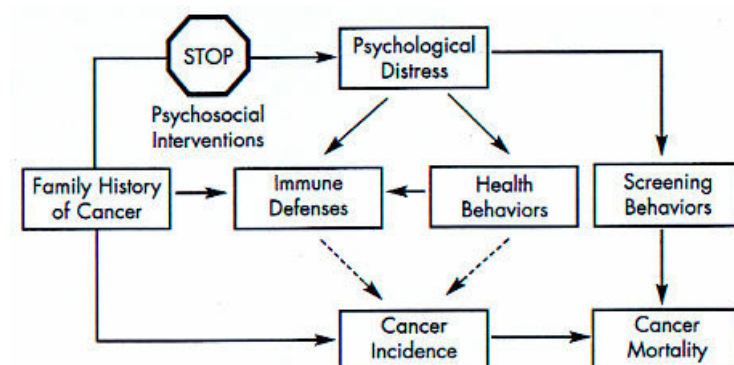 STOP
Psychological
Distress
Psychosocial
Interventions
Family History
of Cancer
Immune
Defenses
Health
Behaviors
Screening
Behaviors
Cancer
Incidence
Cancer
Mortality